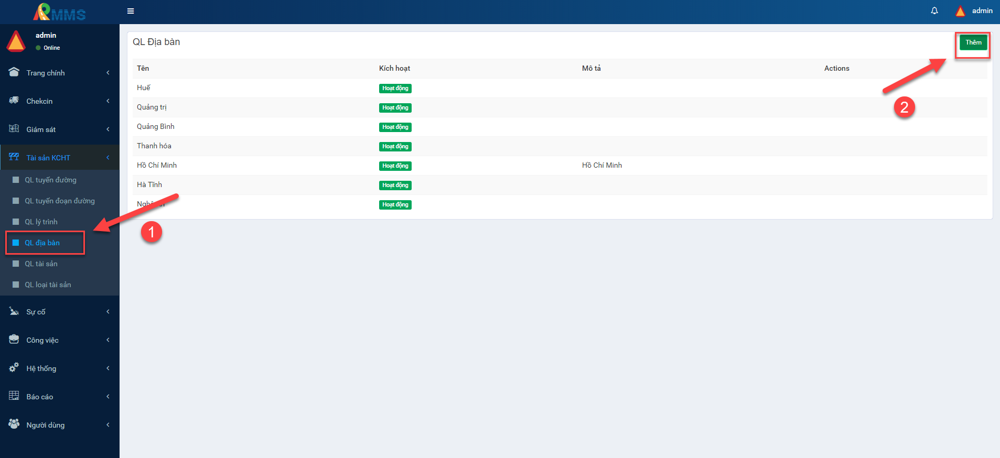 RMMS
admin
admin
Online
Trang chính
Chekcin
Giám sát
Tài sản KCHT
QL tuyến đường
QL tuyến đoạn đường
QL lý trình
QL địa bàn
QL tài sản
QL loại tài sản
Sự cố
Công việc
Hệ thống
Báo cáo
Người dùng
QL Địa bàn
Thêm
Tên Kích hoạt Mô tả Actions
Huế Hoạt động
Quảng trị Hoạt động
Quảng Bình Hoạt động
Thanh hóa Hoạt động
Hồ Chí Minh Hoạt động Hồ Chí Minh
Hà Tĩnh Hoạt động
Hoạt động
1
2